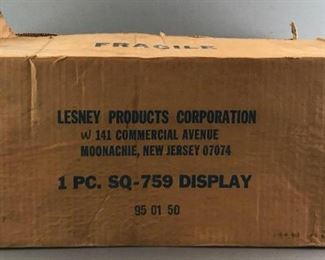 FRAGILE
LESNEY PRODUCTS CORPORATION
W 141 COMMERCIAL AVENUE
MOONACHIE, NEW JERSEY 07074
1 PC. SQ-759 DISPLAY
95 01 50